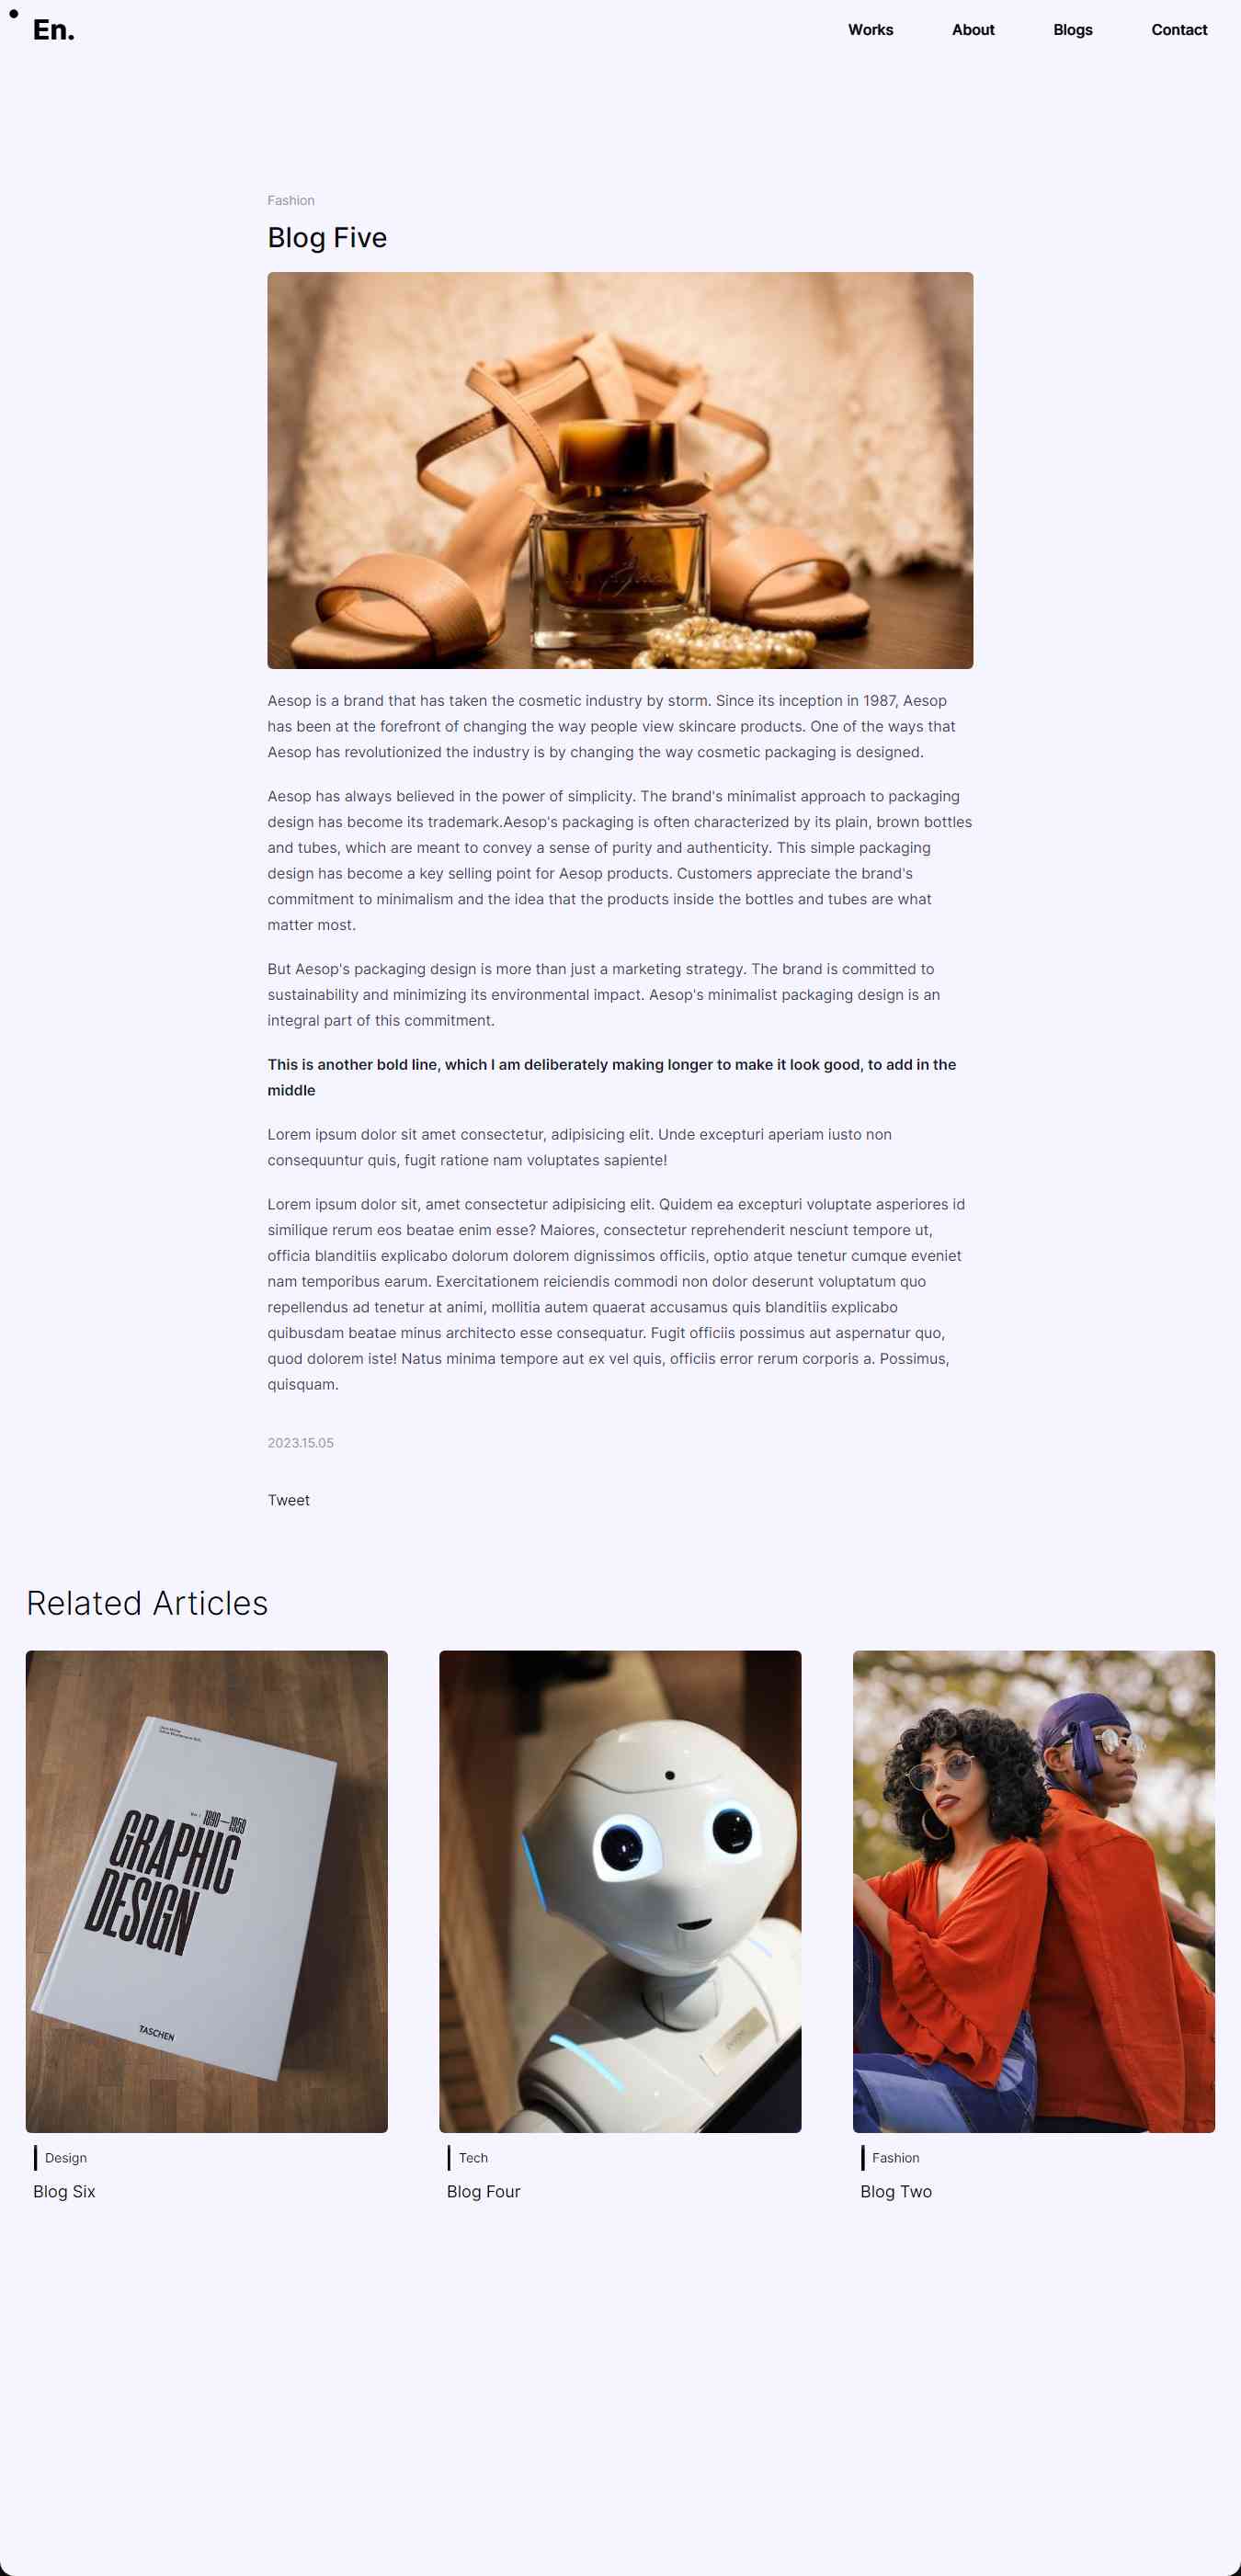 En.
Works
About
Blogs
Contact
Fashion
Blog Five
Aesop is a brand that has taken the cosmetic industry by storm. Since its inception in 1987, Aesop
has been at the forefront of changing the way people view skincare products. One of the ways that
Aesop has revolutionized the industry is by changing the way cosmetic packaging is designed.
Aesop has always believed in the power of simplicity. The brand's minimalist approach to packaging
design has become its trademark.Aesop's packaging is often characterized by its plain, brown bottles
and tubes, which are meant to convey a sense of purity and authenticity. This simple packaging
design has become a key selling point for Aesop products. Customers appreciate the brand's
commitment to minimalism and the idea that the products inside the bottles and tubes are what
matter most.
But Aesop's packaging design is more than just a marketing strategy. The brand is committed to
sustainability and minimizing its environmental impact. Aesop's minimalist packaging design is an
integral part of this commitment.
This is another bold line, which I am deliberately making longer to make it look good, to add in the
middle
Lorem ipsum dolor sit amet consectetur, adipisicing elit. Unde excepturi aperiam iusto non
consequuntur quis, fugit ratione nam voluptates sapiente!
Lorem ipsum dolor sit, amet consectetur adipisicing elit. Quidem ea excepturi voluptate asperiores id
similique rerum eos beatae enim esse? Maiores, consectetur reprehenderit nesciunt tempore ut,
officia blanditiis explicabo dolorum dolorem dignissimos officiis, optio atque tenetur cumque eveniet
nam temporibus earum. Exercitationem reiciendis commodi non dolor deserunt voluptatum quo
repellendus ad tenetur at animi, mollitia autem quaerat accusamus quis blanditiis explicabo
quibusdam beatae minus architecto esse consequatur. Fugit officiis possimus aut aspernatur quo,
quod dolorem iste! Natus minima tempore aut ex vel quis, officiis error rerum corporis a. Possimus,
quisquam.
2023.15.05
Tweet
Related Articles
1890—1959
GRAPHIC
DESIGN
TASCHEN
Design
Blog Six
Tech
Blog Four
Fashion
Blog Two